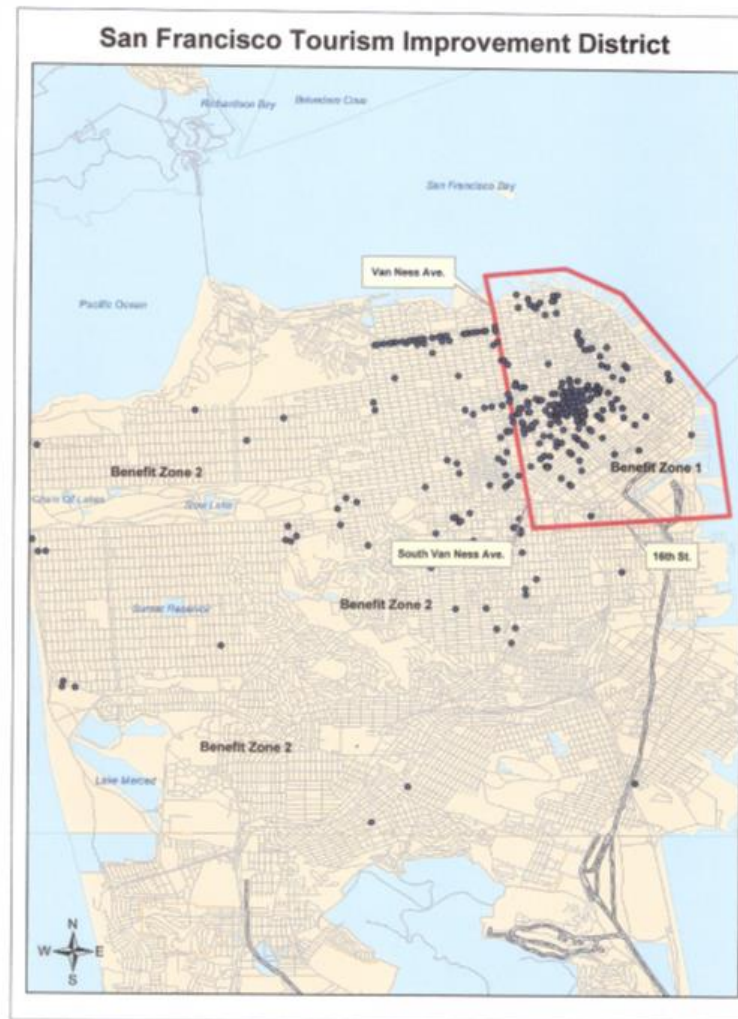 San Francisco Tourism Improvement District
Richardson Bay
Belvedere Cove
San Francisco Bay
Van Ness Ave.
Pacific Ocean
Benefit Zone 2
Benefit Zone 1
Chain Of Lakes
Stow Lake
South Van Ness Ave.
16th St.
Benefit Zone 2
Sunset Reservoir
Benefit Zone 2
Lake Merced
N
W
E
S